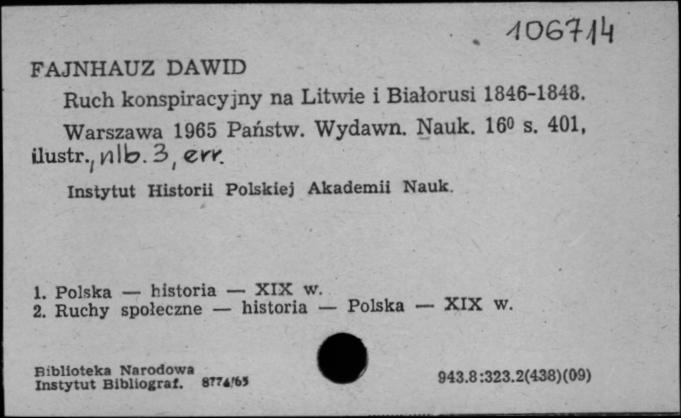 106714
FAJNHAUZ DAWID
Ruch konspiracyjny na Litwie i Białorusi 1846-1848.
Warszawa 1965 Państw. Wydawn. Nauk. 16⁰ s. 401,
ilustr., nlb. 3, err.
Instytut Historii Polskiej Akademii Nauk.
1. Polska — historia — XIX w.
2. Ruchy społeczne — historia — Polska — XIX w.
Biblioteka Narodowa
Instytut Bibliograf. 8774/65
943.8:323.2(438)(09)